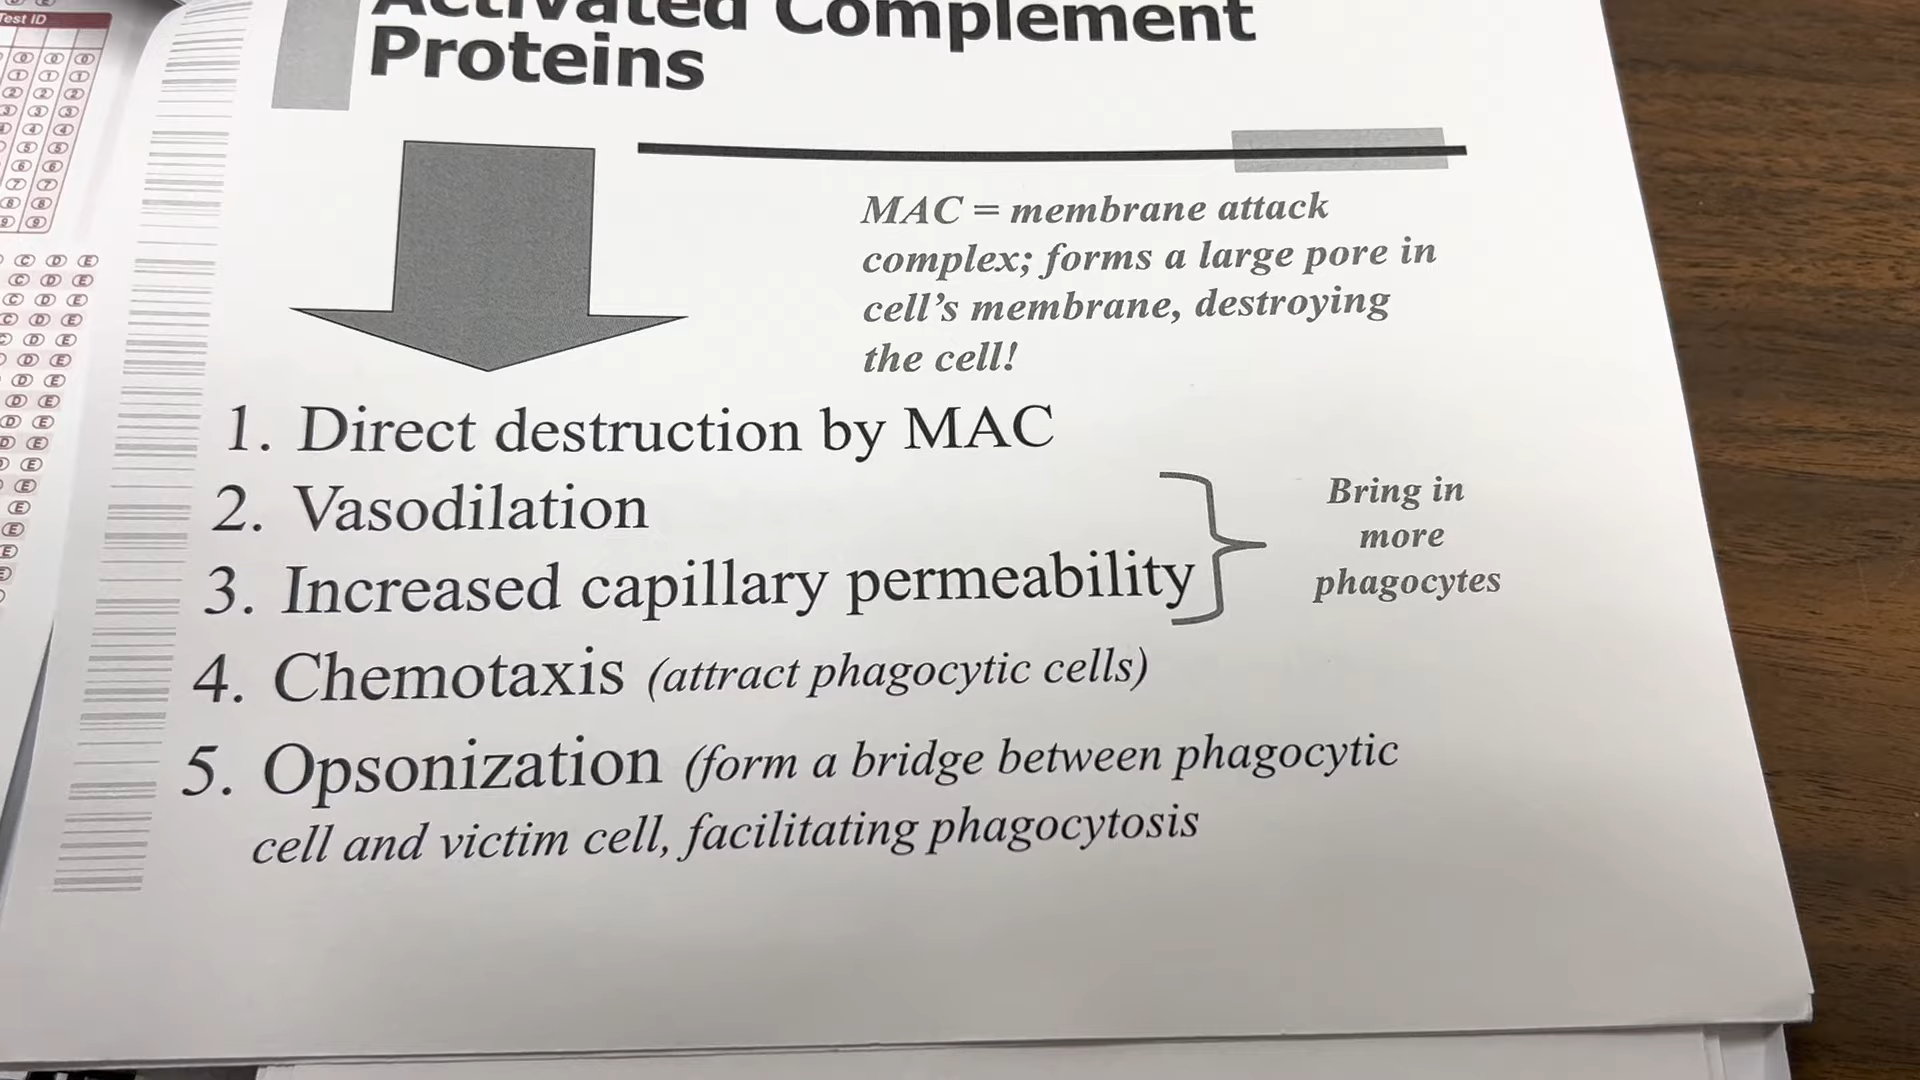 Test ID
Activated Complement
Proteins
MAC = membrane attack
complex; forms a large pore in
cell’s membrane, destroying
the cell!
1. Direct destruction by MAC
2. Vasodilation
3. Increased capillary permeability
Bring in
more
phagocytes
4. Chemotaxis (attract phagocytic cells)
5. Opsonization (form a bridge between phagocytic
cell and victim cell, facilitating phagocytosis